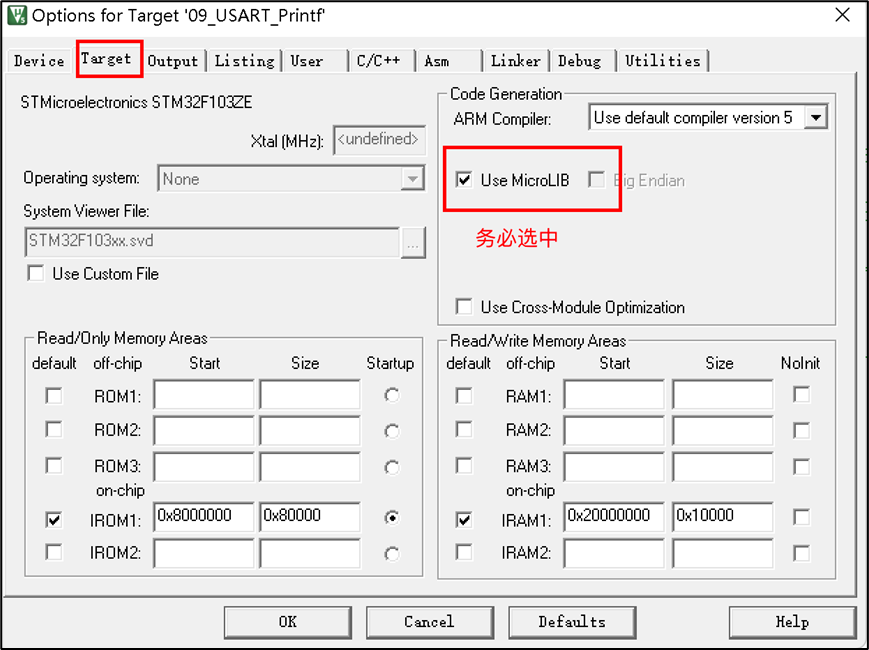 Options for Target '09_USART_Printf'
Device Target Output Listing User C/C++ Asm Linker Debug Utilities
STMicroelectronics STM32F103ZE
Xtal (MHz): <undefined>
Operating system: None
System Viewer File:
STM32F103xx.svd ...
Use Custom File
Code Generation
ARM Compiler: Use default compiler version 5
Use MicroLIB Big Endian
务必选中
Use Cross-Module Optimization
Read/Only Memory Areas
default off-chip Start Size Startup
ROM1:
ROM2:
ROM3:
on-chip
IROM1: 0x8000000 0x80000
IROM2:
Read/Write Memory Areas
default off-chip Start Size NoInit
RAM1:
RAM2:
RAM3:
on-chip
IRAM1: 0x20000000 0x10000
IRAM2:
OK Cancel Defaults Help